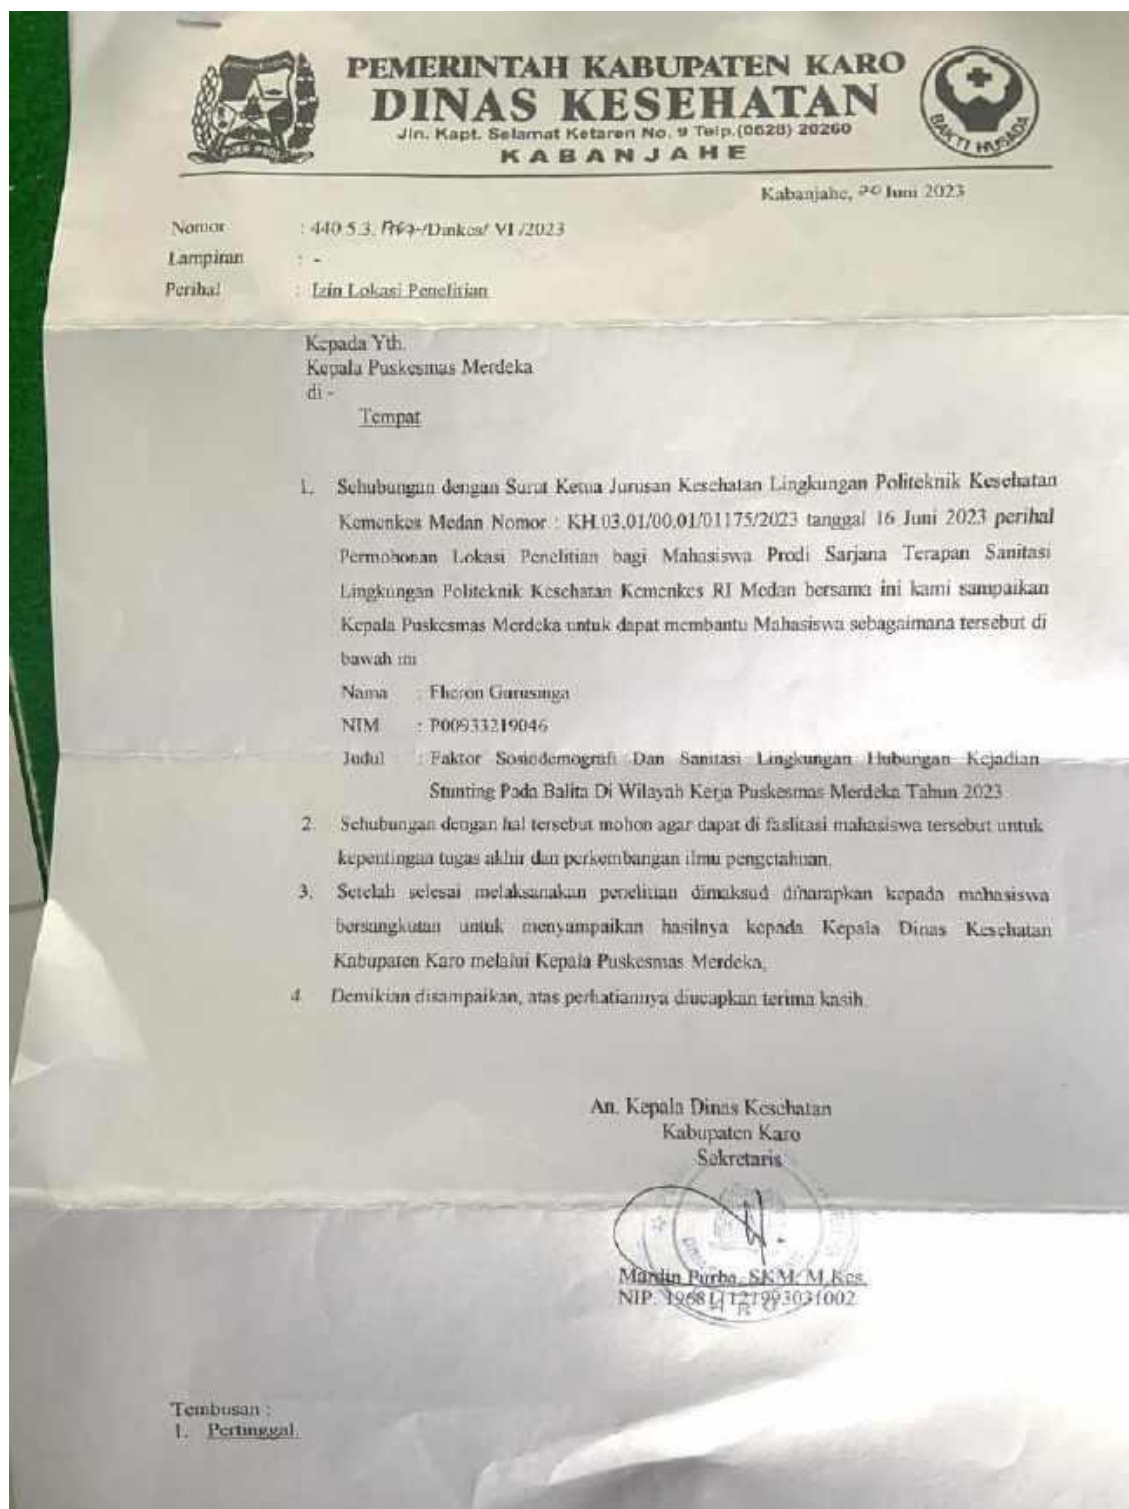 PEMERINTAH KABUPATEN KARO
DINAS KESEHATAN
Jln. Kapt. Selamat Ketaren No. 9 Telp.(0628) 20260
KABANJAHE
BAKTI HUSADA
Kabanjahe, 20 Juni 2023
Nomor : 440.5.3. /Dinkes/ VI /2023
Lampiran : -
Perihal : Izin Lokasi Penelitian
Kepada Yth.
Kepala Puskesmas Merdeka
di -
Tempat
1. Sehubungan dengan Surat Ketua Jurusan Kesehatan Lingkungan Politeknik Kesehatan
Kemenkes Medan Nomor : KH.03.01/00.01/01175/2023 tanggal 16 Juni 2023 perihal
Permohonan Lokasi Penelitian bagi Mahasiswa Prodi Sarjana Terapan Sanitasi
Lingkungan Politeknik Kesehatan Kemenkes RI Medan bersama ini kami sampaikan
Kepala Puskesmas Merdeka untuk dapat membantu Mahasiswa sebagaimana tersebut di
bawah ini
Nama : Fheron Gurusinga
NIM : P00933219046
Judul : Faktor Sosiodemografi Dan Sanitasi Lingkungan Hubungan Kejadian
Stunting Pada Balita Di Wilayah Kerja Puskesmas Merdeka Tahun 2023
2. Sehubungan dengan hal tersebut mohon agar dapat di faslitasi mahasiswa tersebut untuk
kepentingan tugas akhir dan perkembangan ilmu pengetahuan.
3. Setelah selesai melaksanakan penelitian dimaksud diharapkan kepada mahasiswa
bersangkutan untuk menyampaikan hasilnya kepada Kepala Dinas Kesehatan
Kabupaten Karo melalui Kepala Puskesmas Merdeka,
4. Demikian disampaikan, atas perhatiannya diucapkan terima kasih.
An. Kepala Dinas Kesehatan
Kabupaten Karo
Sekretaris
Mardin Purba, SKM. M.Kes.
NIP. 196811121993031002
Tembusan :
1. Pertinggal.